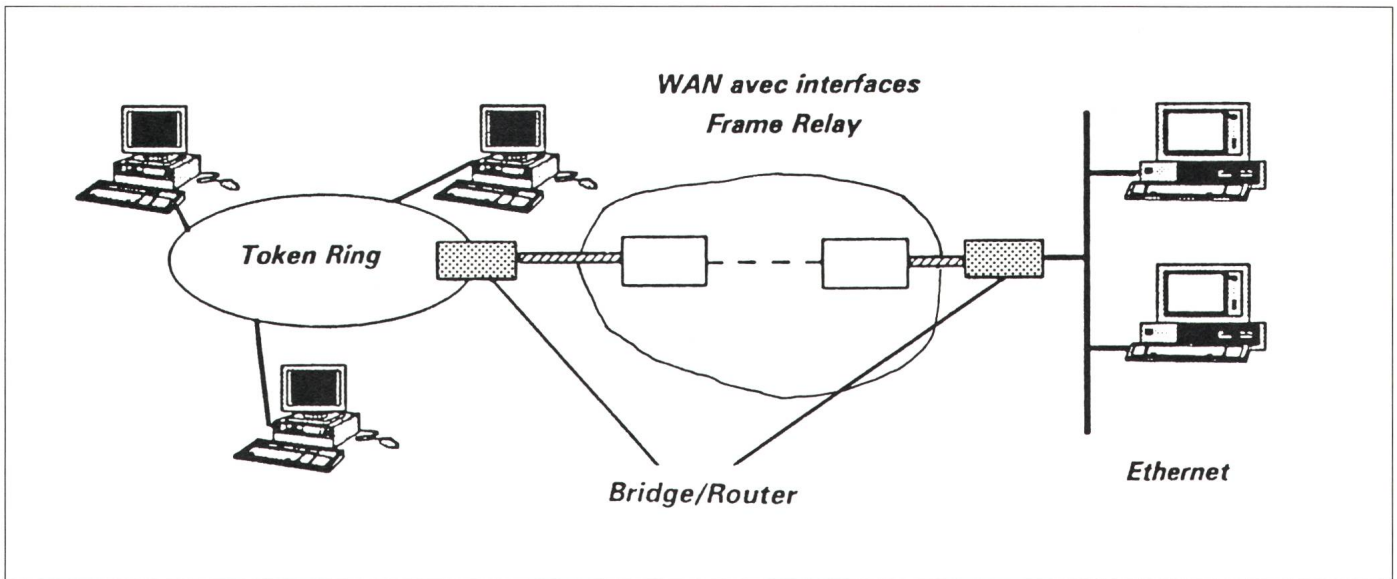 WAN avec interfaces
Frame Relay
Token Ring
Ethernet
Bridge/Router